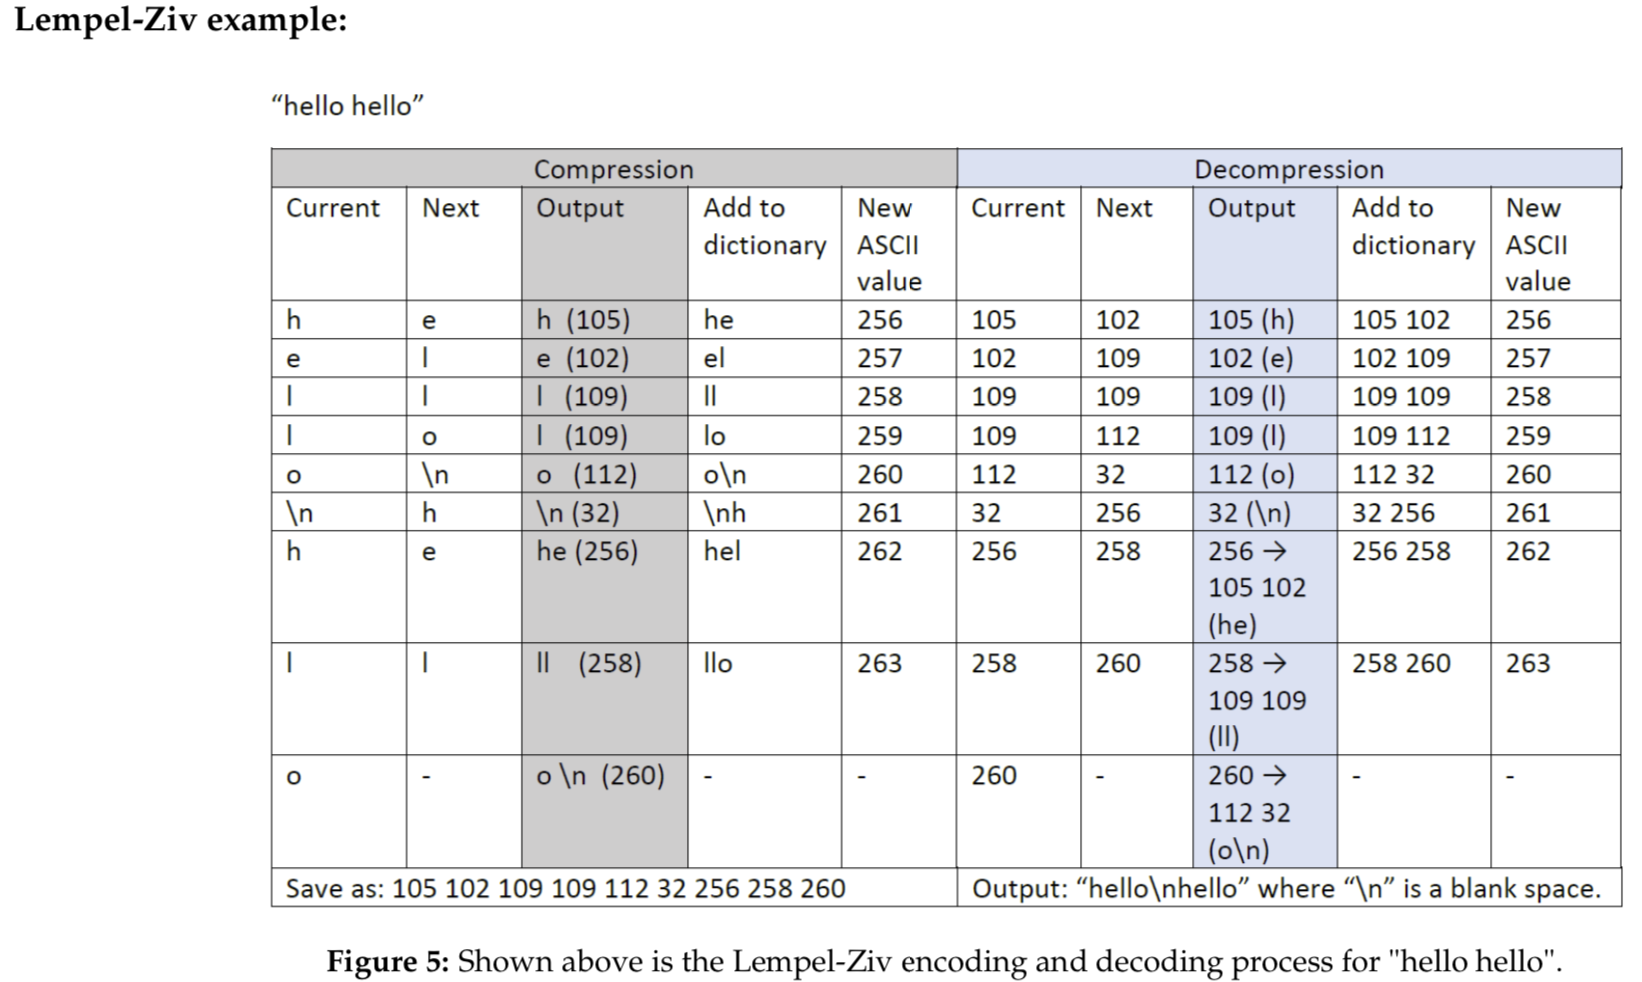 Lempel-Ziv example:
“hello hello”
Compression Decompression
Current Next Output Add to dictionary New ASCII value Current Next Output Add to dictionary New ASCII value
h e h (105) he 256 105 102 105 (h) 105 102 256
e l e (102) el 257 102 109 102 (e) 102 109 257
l l l (109) ll 258 109 109 109 (l) 109 109 258
l o l (109) lo 259 109 112 109 (l) 109 112 259
o \n o (112) o\n 260 112 32 112 (o) 112 32 260
\n h \n (32) \nh 261 32 256 32 (\n) 32 256 261
h e he (256) hel 262 256 258 256 → 105 102 (he) 256 258 262
l l ll (258) llo 263 258 260 258 → 109 109 (ll) 258 260 263
o - o \n (260) - - 260 - 260 → 112 32 (o\n) - -
Save as: 105 102 109 109 112 32 256 258 260 Output: “hello\nhello” where “\n” is a blank space.
Figure 5: Shown above is the Lempel-Ziv encoding and decoding process for "hello hello".